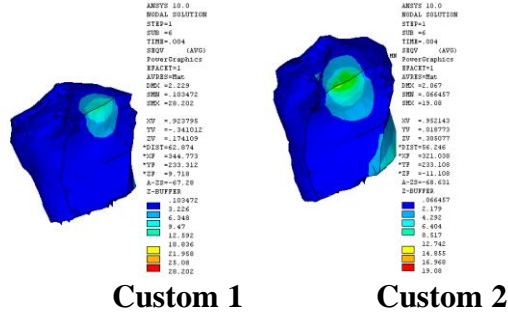 ANSYS 10.0
NODAL SOLUTION
STEP=1
SUB =6
TIME=.004
SEQV (AVG)
PowerGraphics
EFACET=1
AVRES=Mat
DMX =2.229
SMN =.103472
SMX =28.202
XV =.923795
YV =-.341012
ZV =.174109
*DIST=62.874
*XF =344.773
*YF =233.312
*ZF =9.718
A-ZS=-67.28
Z-BUFFER
.103472
3.226
6.348
9.47
12.592
18.836
21.958
25.08
28.202
Custom 1
ANSYS 10.0
NODAL SOLUTION
STEP=1
SUB =6
TIME=.004
SEQV (AVG)
PowerGraphics
EFACET=1
AVRES=Mat
DMX =2.067
SMN =.066457
SMX =19.08
XV =.952143
YV =.018773
ZV =.305077
*DIST=56.246
*XF =321.038
*YF =233.108
*ZF =-11.108
A-ZS=-68.631
Z-BUFFER
.066457
2.179
4.292
6.404
8.517
12.742
14.855
16.968
19.08
Custom 2